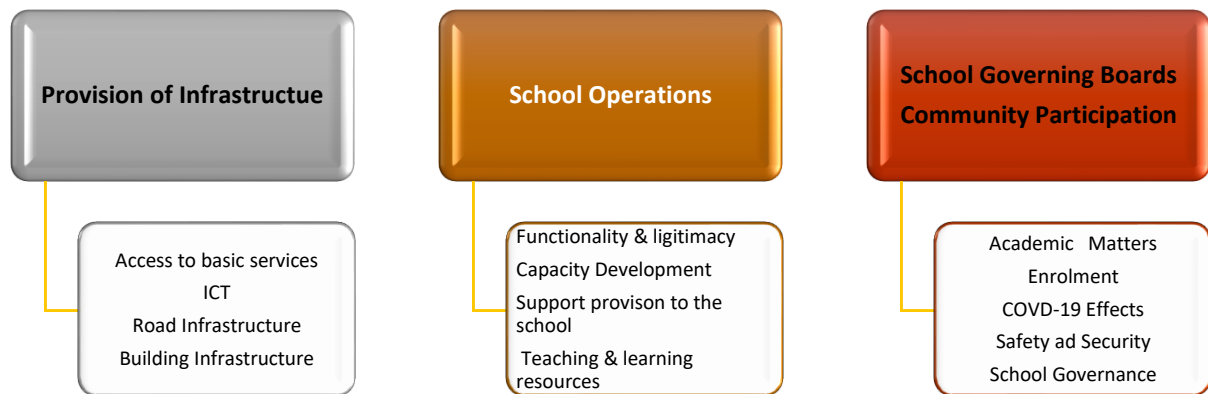 Provision of Infrastructue
Access to basic services
ICT
Road Infrastructure
Building Infrastructure
School Operations
Functionality & ligitimacy
Capacity Development
Support provison to the
school
Teaching & learning
resources
School Governing Boards
Community Participation
Academic Matters
Enrolment
COVD-19 Effects
Safety ad Security
School Governance